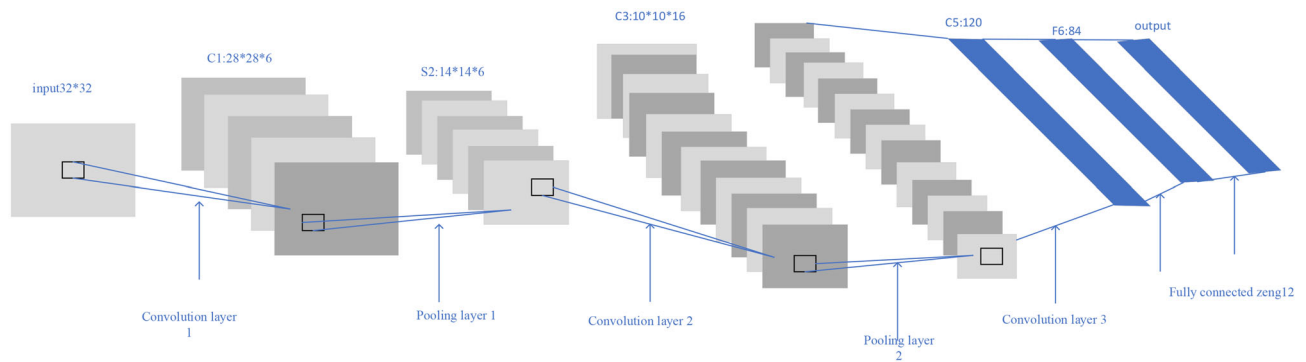 input32*32
C1:28*28*6
S2:14*14*6
C3:10*10*16
C5:120
F6:84
output
Convolution layer
1
Pooling layer 1
Convolution layer 2
Pooling layer
2
Convolution layer 3
Fully connected zeng12